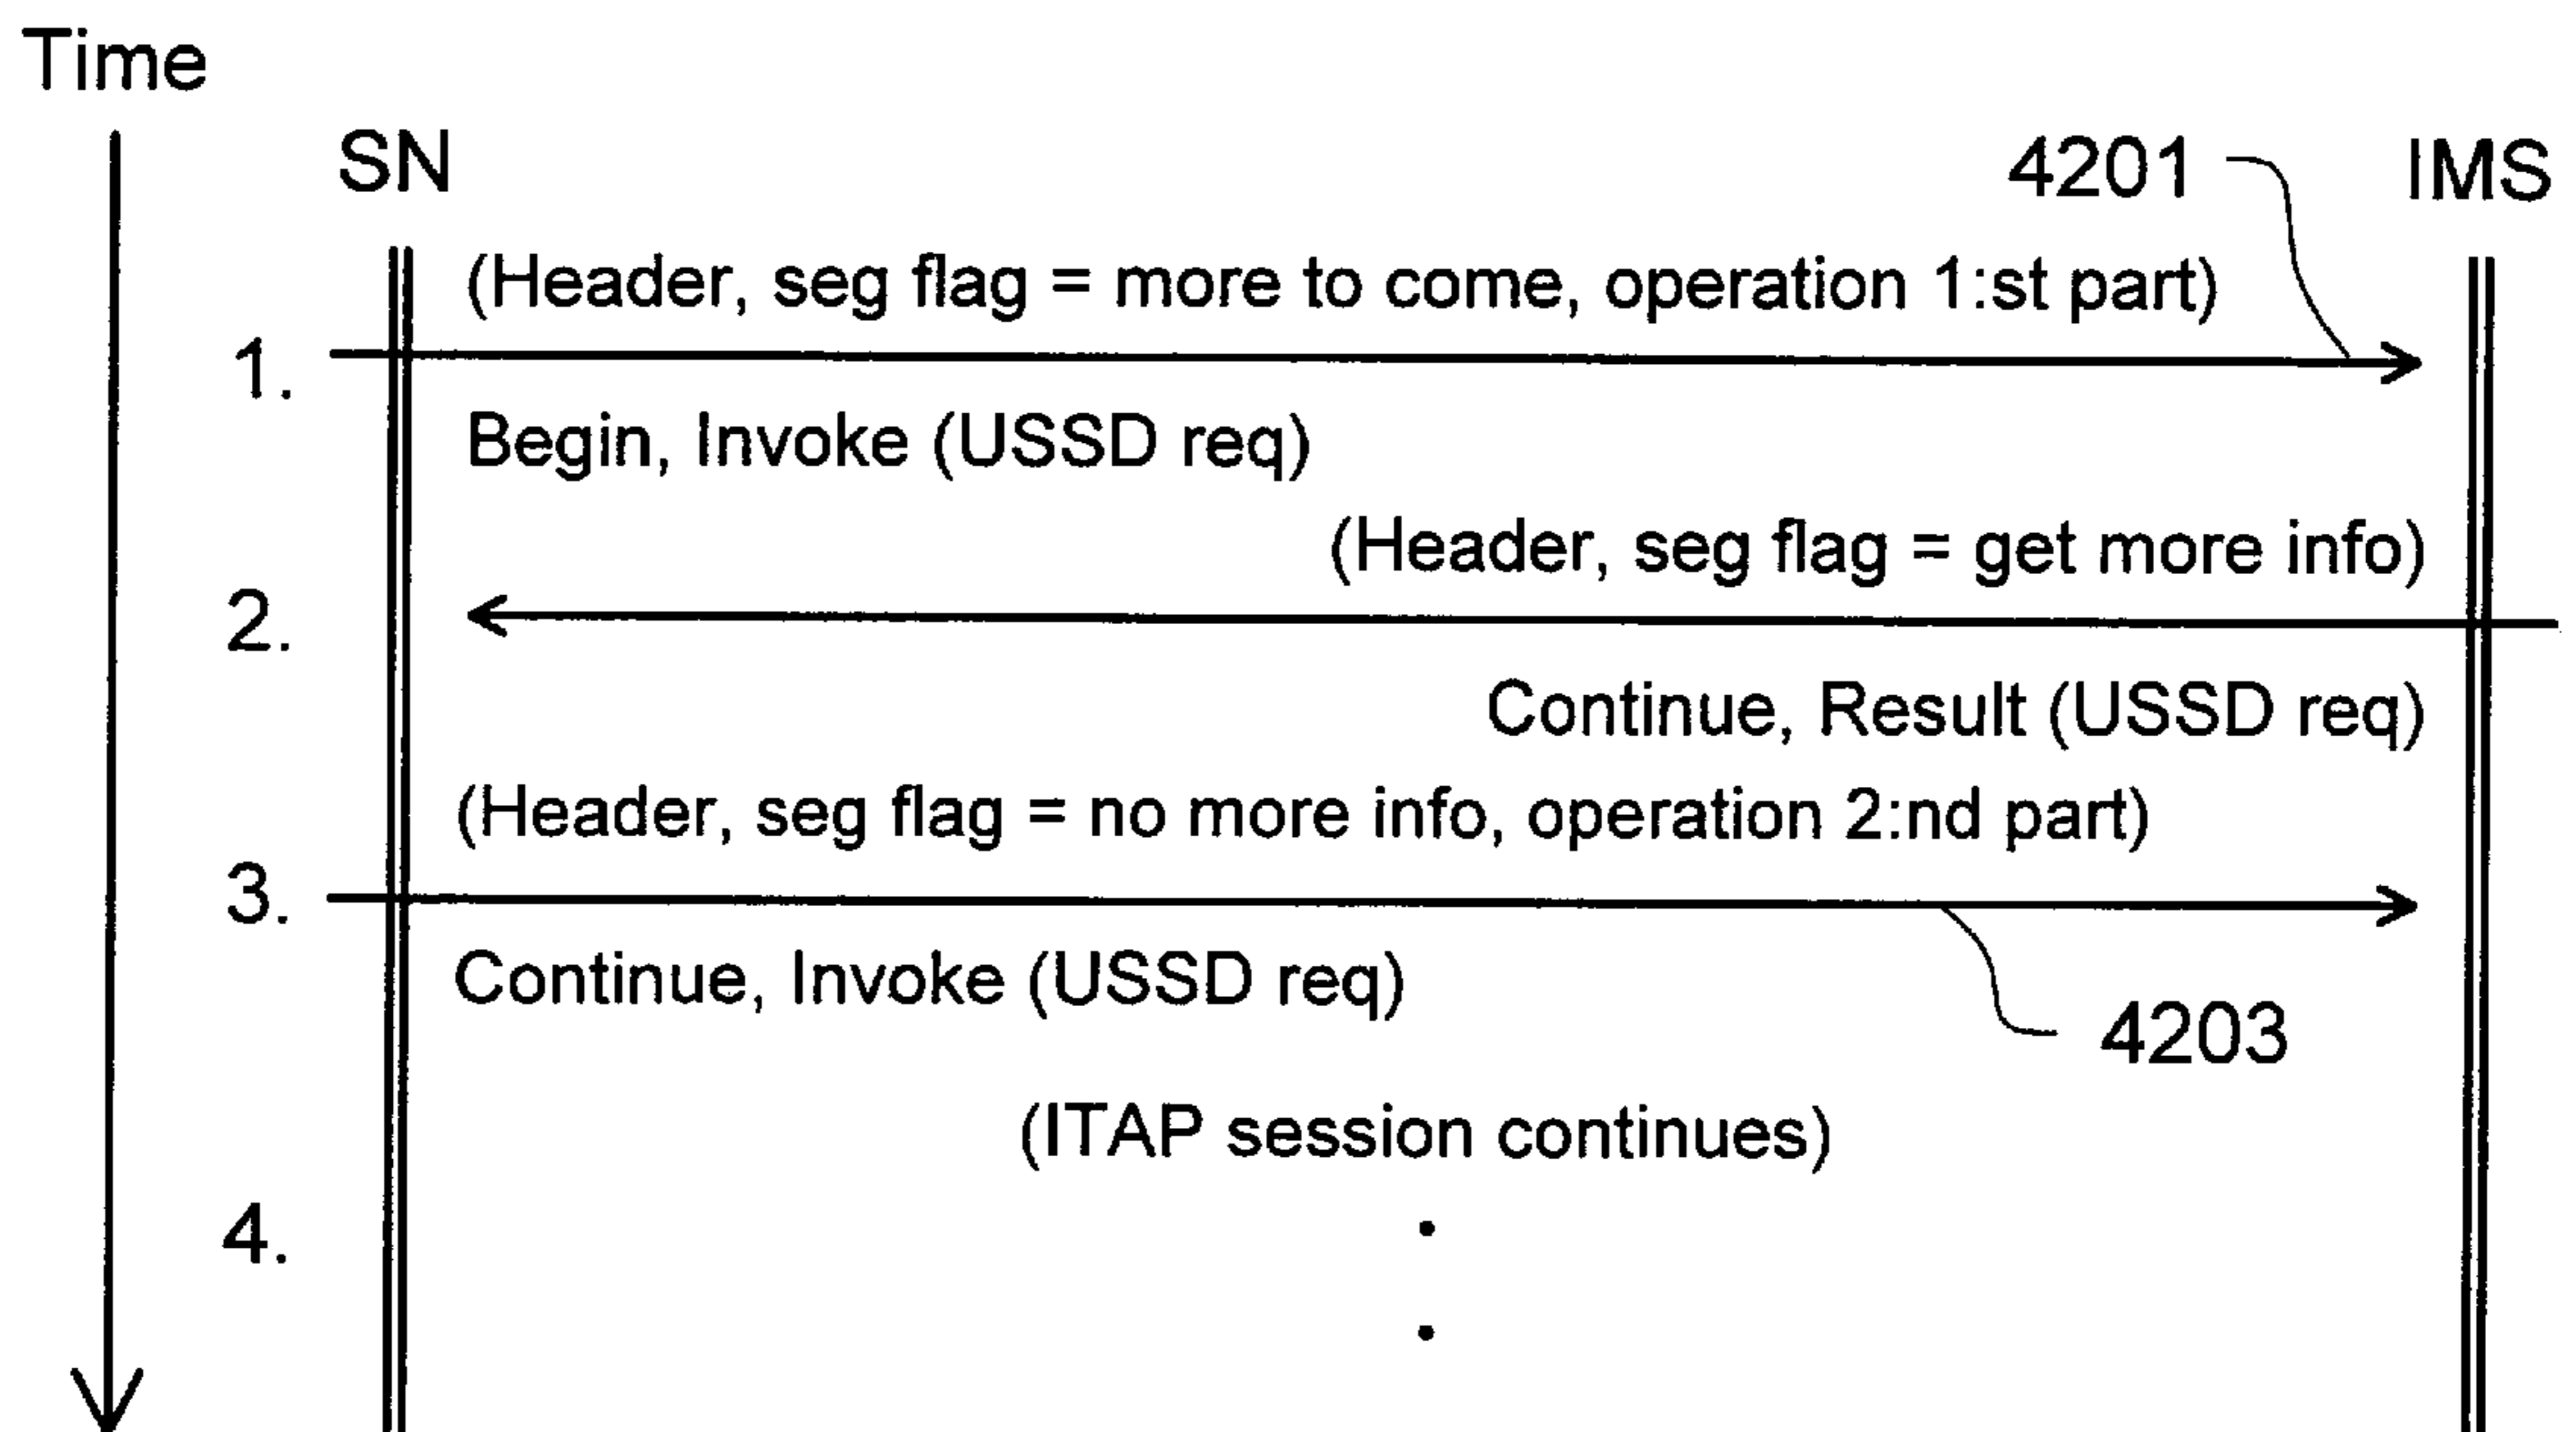 Time
SN
4201
IMS
(Header, seg flag = more to come, operation 1:st part)
1.
Begin, Invoke (USSD req)
(Header, seg flag = get more info)
2.
Continue, Result (USSD req)
(Header, seg flag = no more info, operation 2:nd part)
3.
Continue, Invoke (USSD req)
4203
(ITAP session continues)
4.